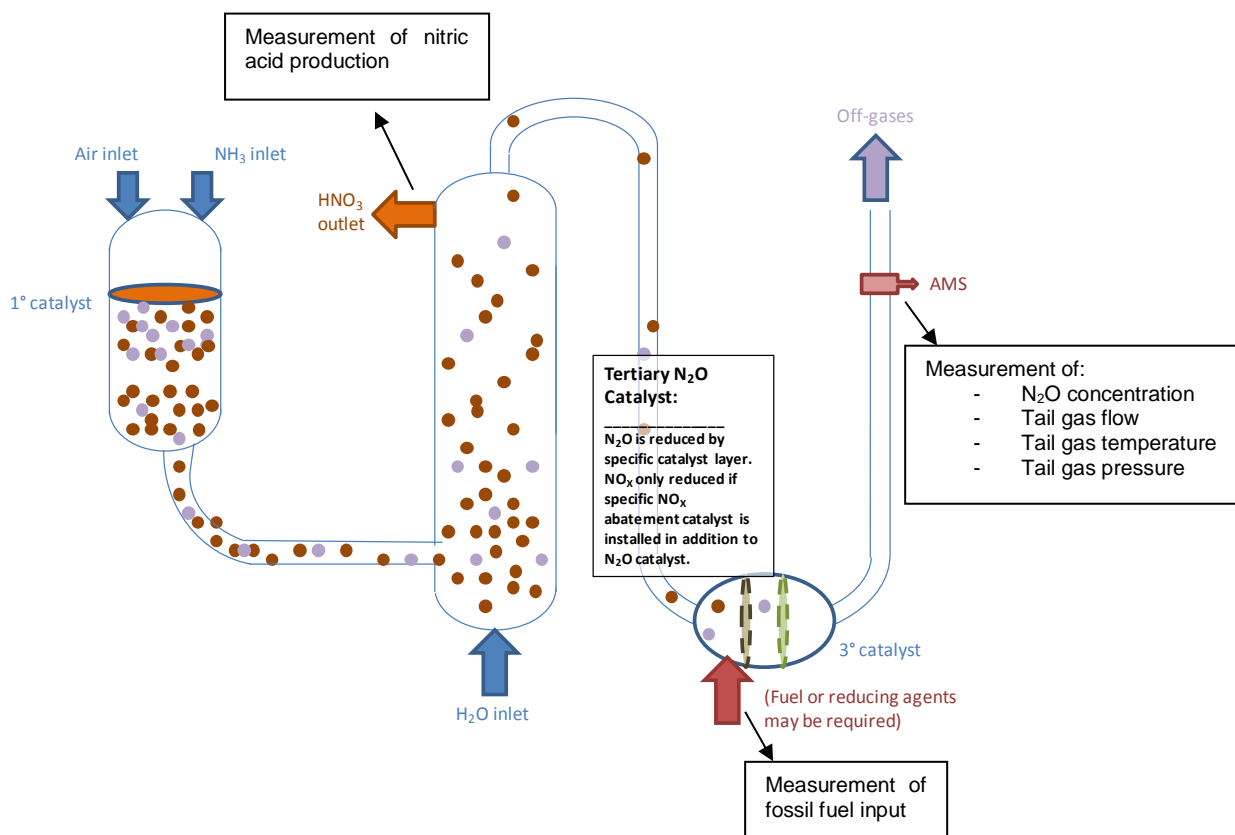 Measurement of nitric
acid production
Off-gases
Air inlet
NH₃ inlet
HNO₃
outlet
1° catalyst
AMS
Measurement of:
- N₂O concentration
- Tail gas flow
- Tail gas temperature
- Tail gas pressure
Tertiary N₂O
Catalyst:
_______________
N₂O is reduced by
specific catalyst layer.
NOₓ only reduced if
specific NOₓ
abatement catalyst is
installed in addition to
N₂O catalyst.
3° catalyst
(Fuel or reducing agents
may be required)
H₂O inlet
Measurement of
fossil fuel input